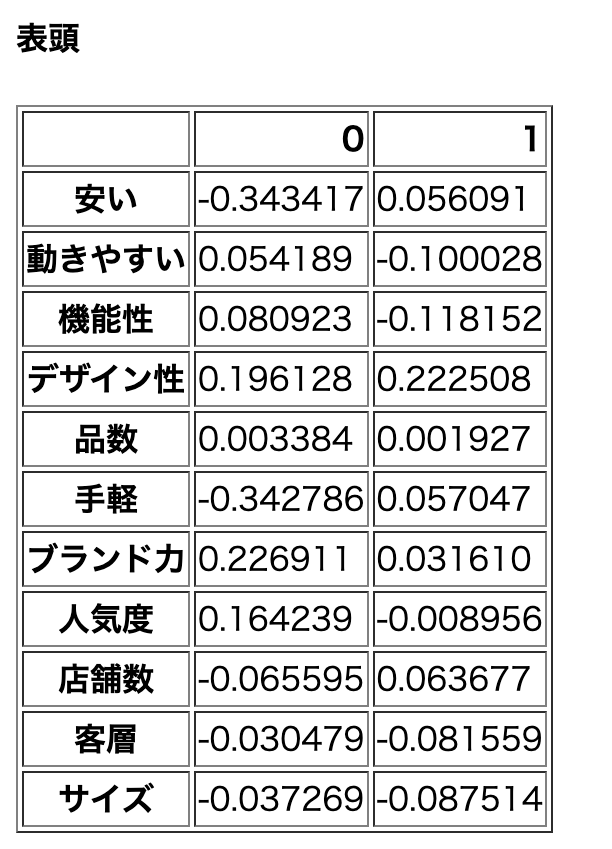 表頭
0 1
安い -0.343417 0.056091
動きやすい 0.054189 -0.100028
機能性 0.080923 -0.118152
デザイン性 0.196128 0.222508
品数 0.003384 0.001927
手軽 -0.342786 0.057047
ブランド力 0.226911 0.031610
人気度 0.164239 -0.008956
店舗数 -0.065595 0.063677
客層 -0.030479 -0.081559
サイズ -0.037269 -0.087514